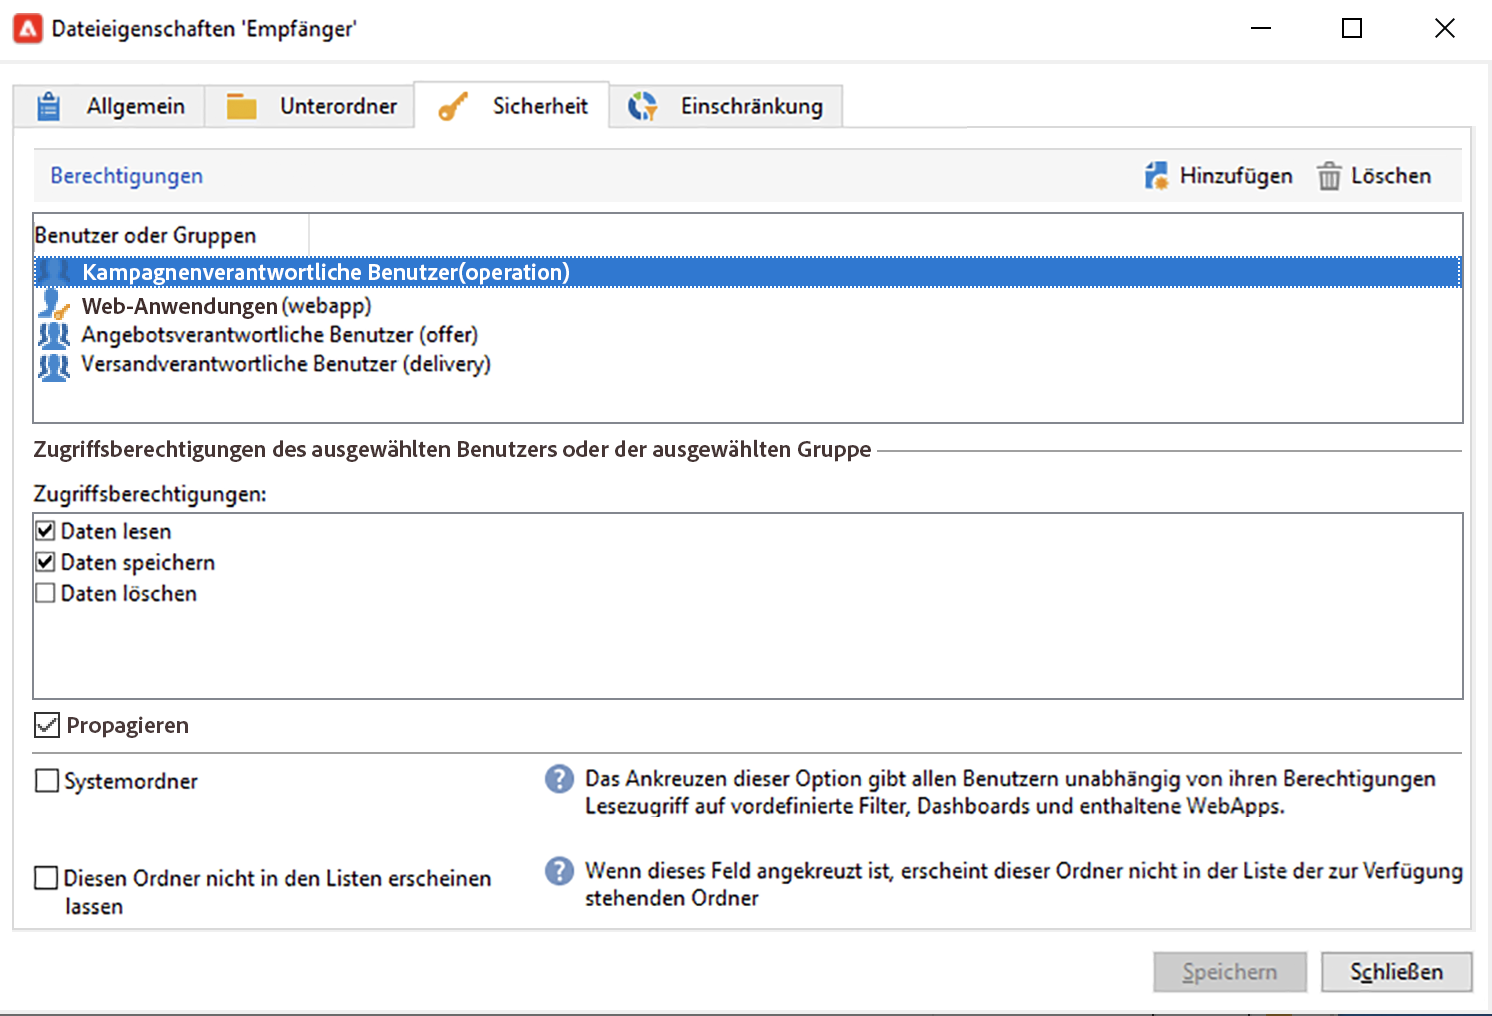 Dateieigenschaften 'Empfänger'
Allgemein Unterordner Sicherheit Einschränkung
Berechtigungen Hinzufügen Löschen
Benutzer oder Gruppen
Kampagnenverantwortliche Benutzer(operation)
Web-Anwendungen (webapp)
Angebotsverantwortliche Benutzer (offer)
Versandverantwortliche Benutzer (delivery)
Zugriffsberechtigungen des ausgewählten Benutzers oder der ausgewählten Gruppe
Zugriffsberechtigungen:
Daten lesen
Daten speichern
Daten löschen
Propagieren
Systemordner
Das Ankreuzen dieser Option gibt allen Benutzern unabhängig von ihren Berechtigungen
Lesezugriff auf vordefinierte Filter, Dashboards und enthaltene WebApps.
Diesen Ordner nicht in den Listen erscheinen
lassen
Wenn dieses Feld angekreuzt ist, erscheint dieser Ordner nicht in der Liste der zur Verfügung
stehenden Ordner
Speichern Schließen